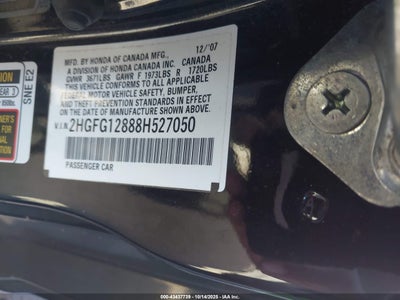 MFD. BY HONDA OF CANADA MFG., 12/'07
A DIVISION OF HONDA CANADA INC. CANADA
GVWR 3671LBS GAWR F 1973LBS R 1720LBS
THIS VEHICLE CONFORMS TO ALL APPLICABLE
FEDERAL MOTOR VEHICLE SAFETY, BUMPER,
AND THEFT PREVENTION STANDARDS IN EFFECT
ON THE DATE OF MANUFACTURE SHOWN ABOVE.
V.I.N. 2HGFG12888H527050
PASSENGER CAR
SNE E2
000-43437739 - 10/14/2025 - IAA, Inc.